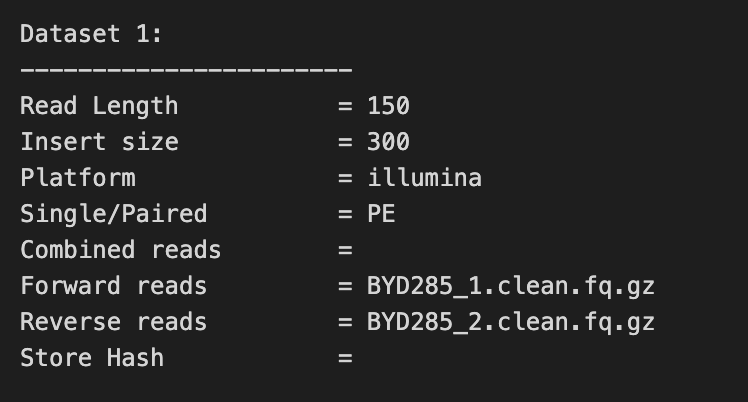 Dataset 1:
-----------------------
Read Length           = 150
Insert size           = 300
Platform              = illumina
Single/Paired         = PE
Combined reads        =
Forward reads         = BYD285_1.clean.fq.gz
Reverse reads         = BYD285_2.clean.fq.gz
Store Hash            =